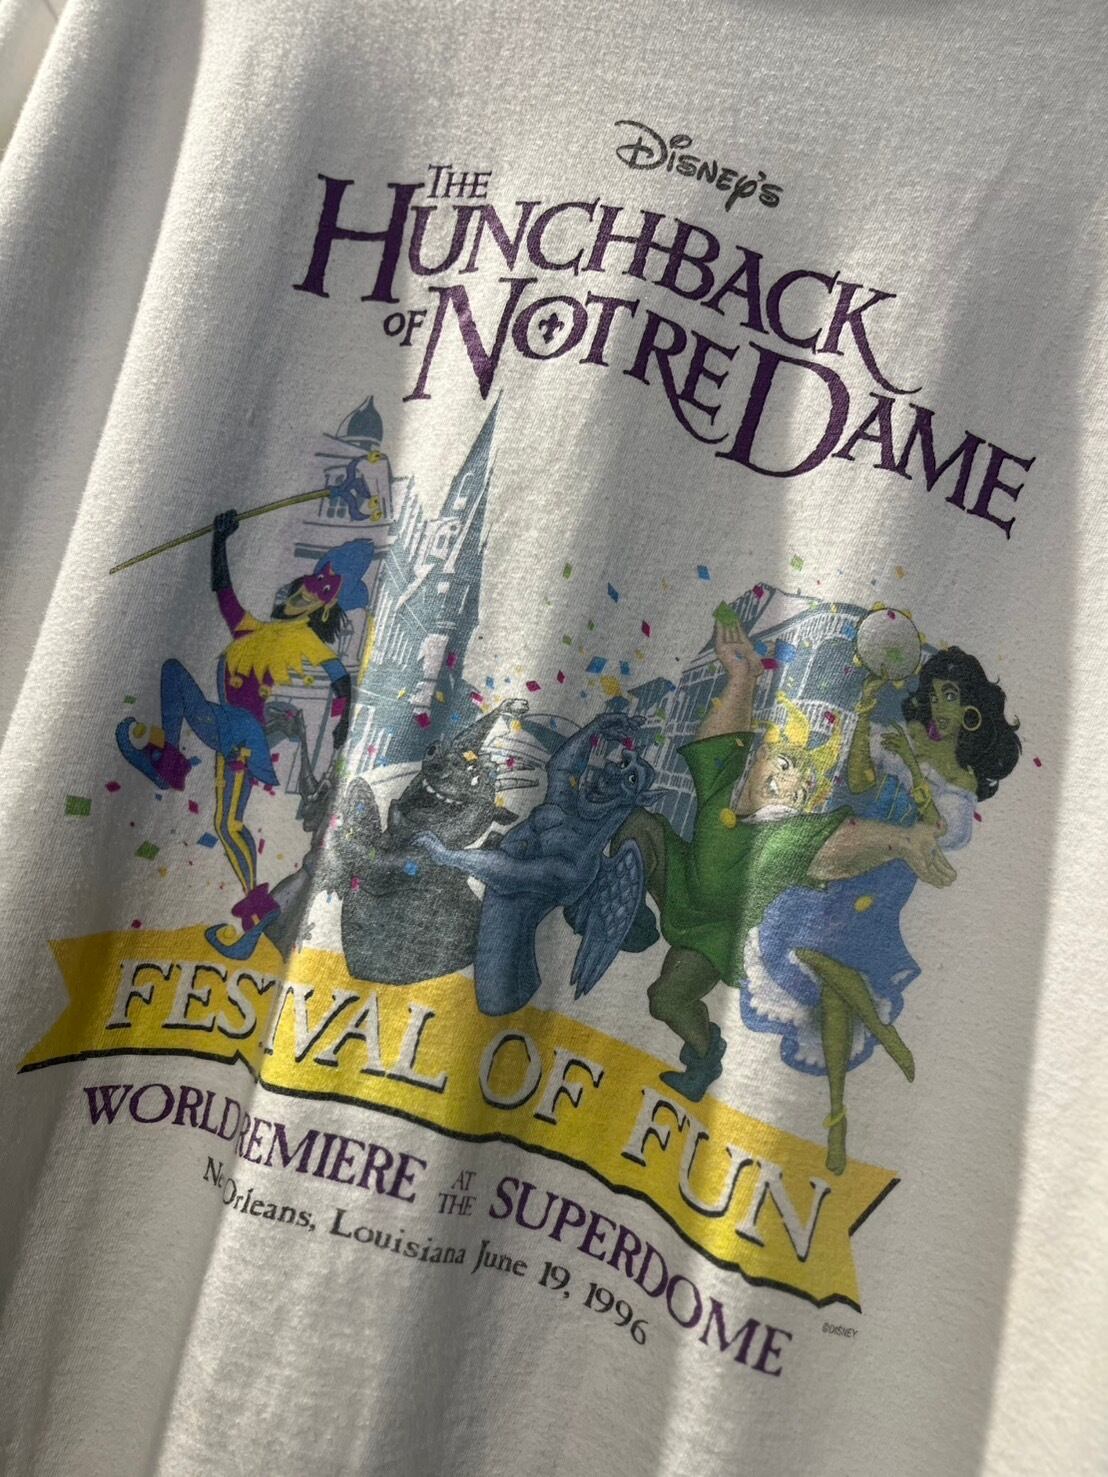 Disney's
THE
HUNCHBACK
OF NOTRE DAME
FESTIVAL OF FUN
WORLD PREMIERE AT THE SUPERDOME
New Orleans, Louisiana June 19, 1996
©DISNEY